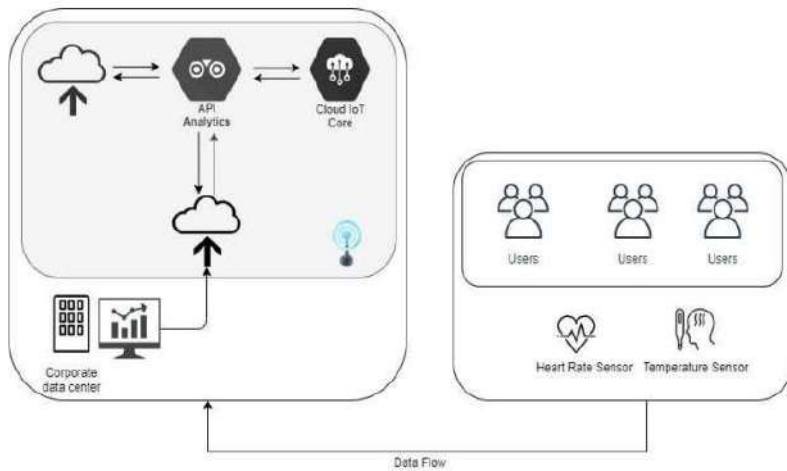 API
Analytics
Cloud IoT
Core
Corporate
data center
Users
Users
Users
Heart Rate Sensor
Temperature Sensor
Data Flow